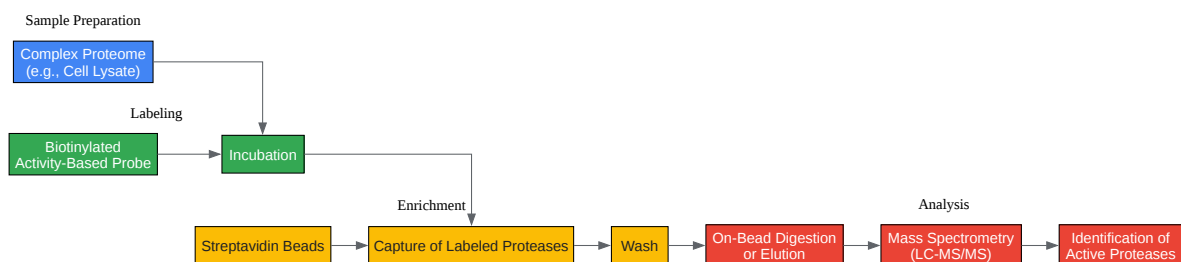 Sample Preparation
Complex Proteome
(e.g., Cell Lysate)
Labeling
Biotinylated
Activity-Based Probe
Incubation
Enrichment
Streptavidin Beads
Capture of Labeled Proteases
Wash
Analysis
On-Bead Digestion
or Elution
Mass Spectrometry
(LC-MS/MS)
Identification of
Active Proteases